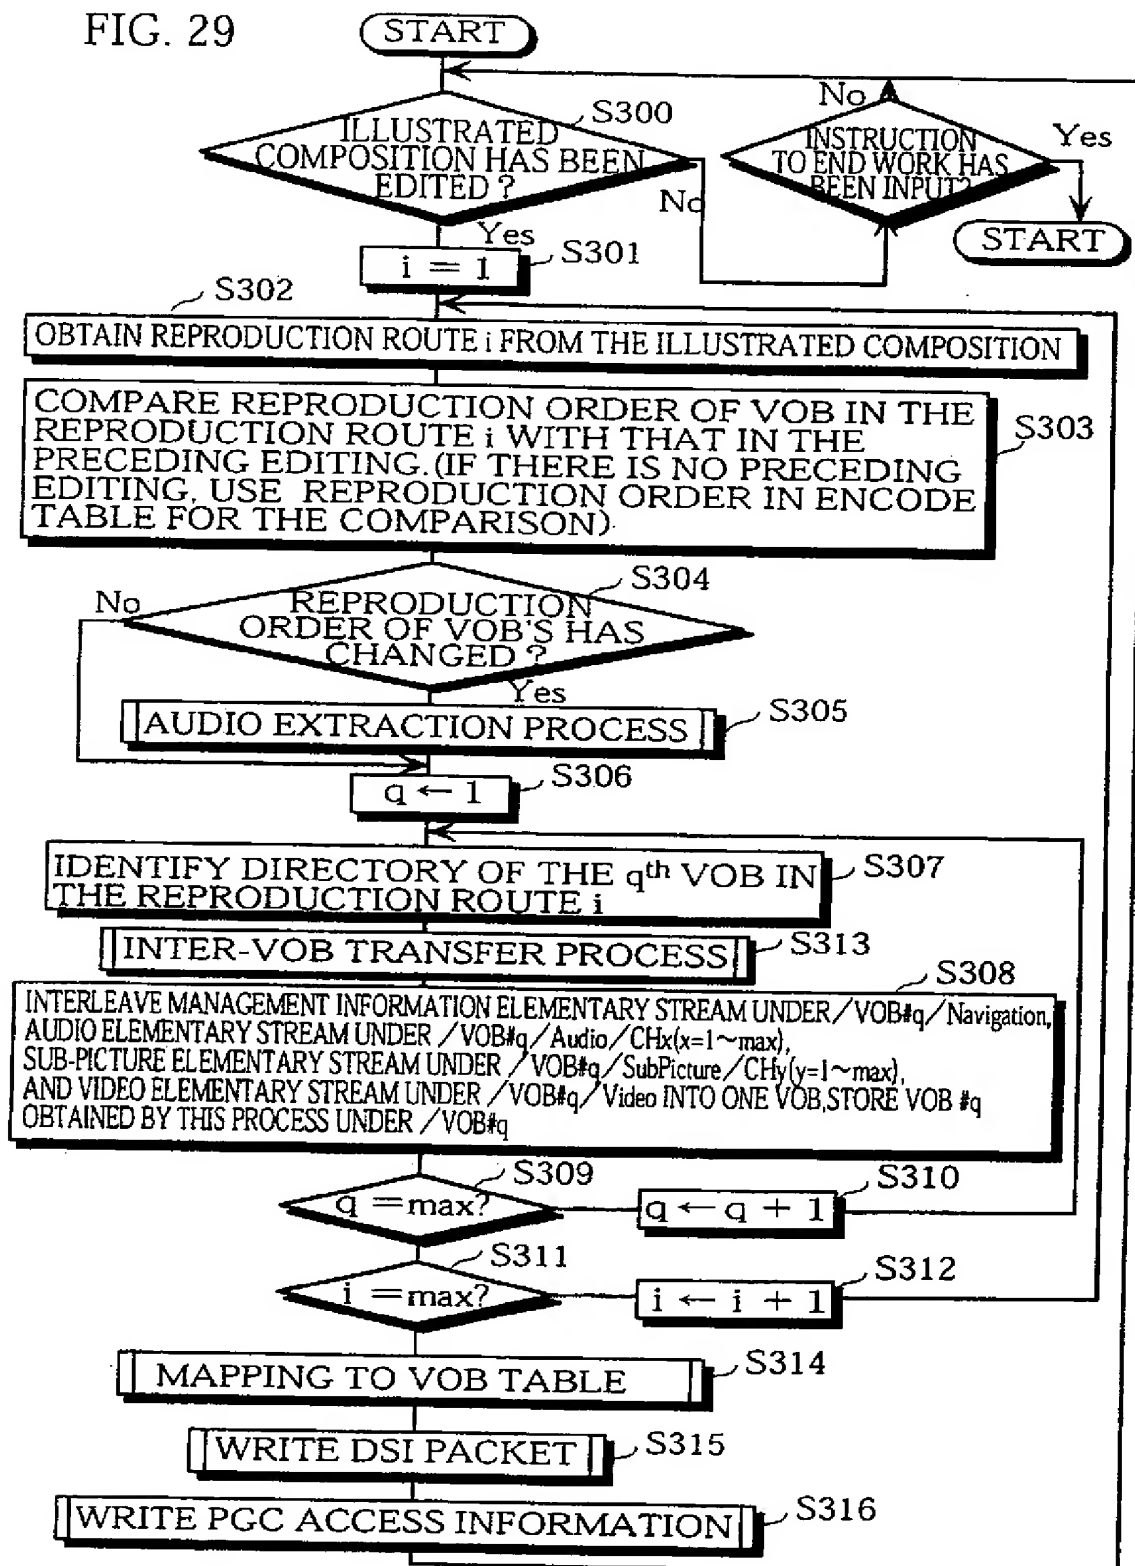 FIG. 29
START
S300
ILLUSTRATED
COMPOSITION HAS BEEN
EDITED ?
No
Yes
No
INSTRUCTION
TO END WORK HAS
BEEN INPUT?
Yes
START
i = 1
S301
S302
OBTAIN REPRODUCTION ROUTE i FROM THE ILLUSTRATED COMPOSITION
COMPARE REPRODUCTION ORDER OF VOB IN THE
REPRODUCTION ROUTE i WITH THAT IN THE
PRECEDING EDITING.(IF THERE IS NO PRECEDING
EDITING, USE REPRODUCTION ORDER IN ENCODE
TABLE FOR THE COMPARISON)
S303
S304
No
REPRODUCTION
ORDER OF VOB'S HAS
CHANGED ?
Yes
AUDIO EXTRACTION PROCESS
S305
S306
q ← 1
IDENTIFY DIRECTORY OF THE qth VOB IN
THE REPRODUCTION ROUTE i
S307
INTER-VOB TRANSFER PROCESS
S313
S308
INTERLEAVE MANAGEMENT INFORMATION ELEMENTARY STREAM UNDER/VOB#q/Navigation,
AUDIO ELEMENTARY STREAM UNDER /VOB#q/Audio/CHx(x=1~max),
SUB-PICTURE ELEMENTARY STREAM UNDER /VOB#q/SubPicture/CHy(y=1~max),
AND VIDEO ELEMENTARY STREAM UNDER /VOB#q/Video INTO ONE VOB,STORE VOB #q
OBTAINED BY THIS PROCESS UNDER /VOB#q
S309
q =max?
S310
q ← q + 1
S311
i =max?
S312
i ← i + 1
MAPPING TO VOB TABLE
S314
WRITE DSI PACKET
S315
WRITE PGC ACCESS INFORMATION
S316